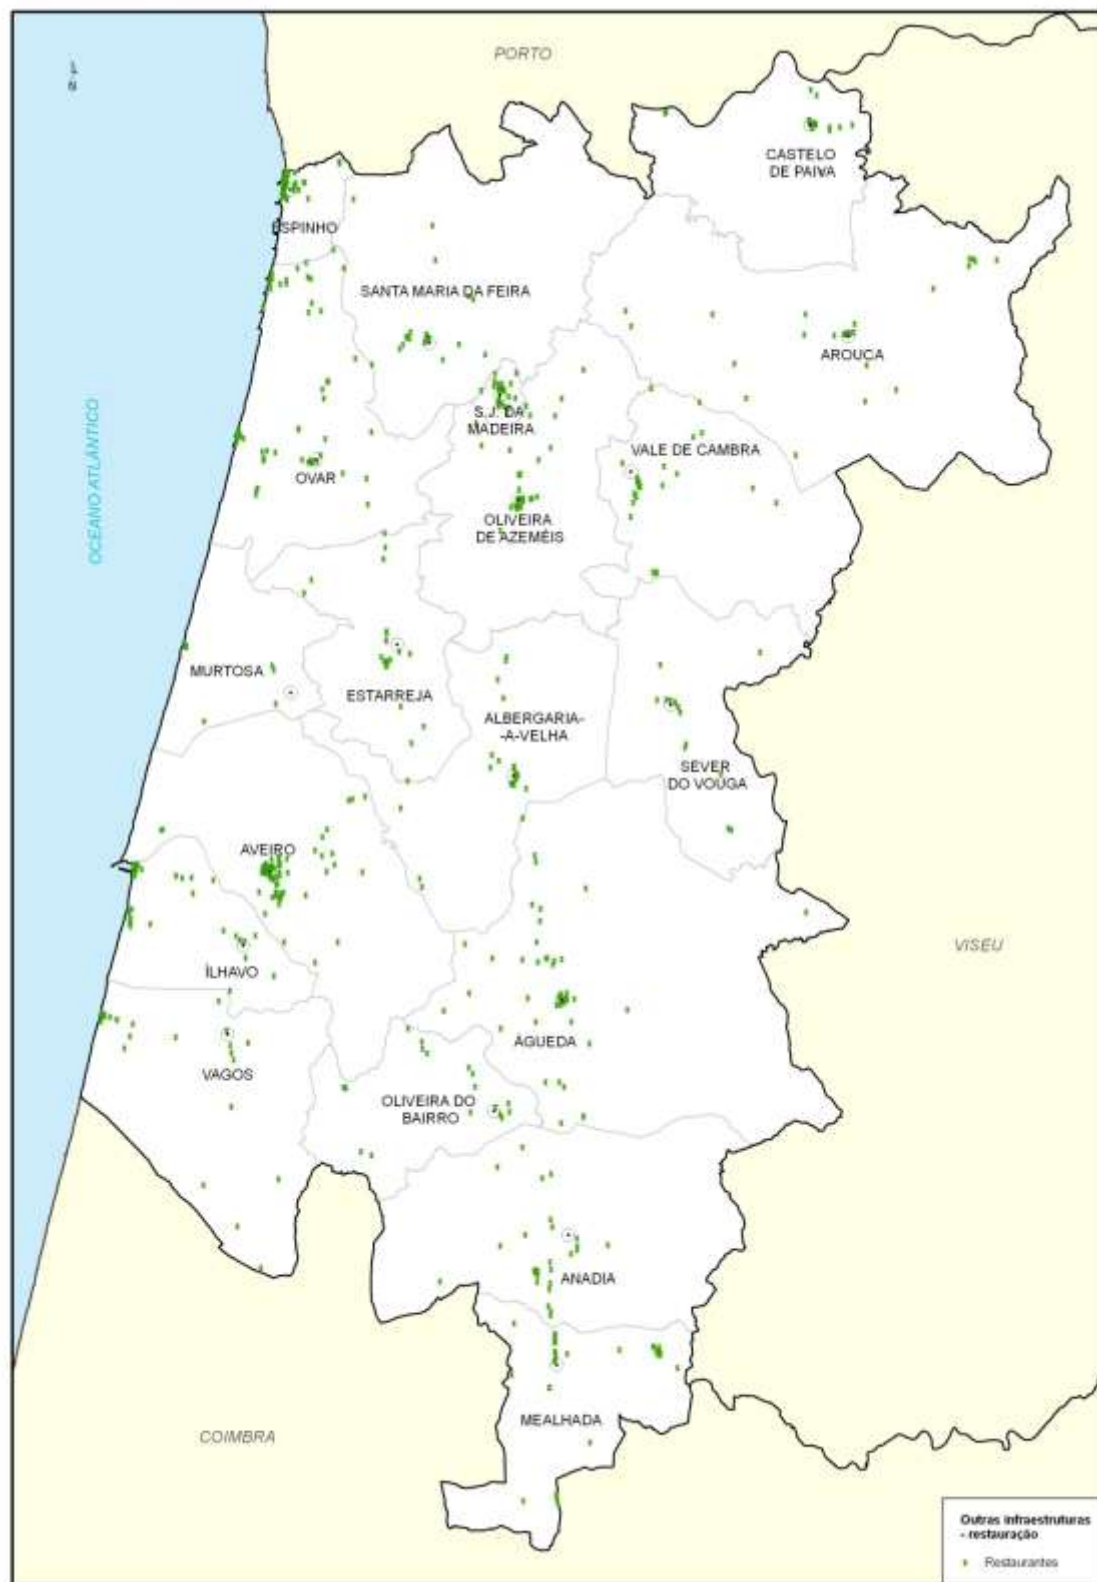 N
PORTO
CASTELO
DE PAIVA
ESPINHO
SANTA MARIA DA FEIRA
AROUCA
S.J. DA
MADEIRA
VALE DE CAMBRA
OCEANO ATLÂNTICO
OVAR
OLIVEIRA
DE AZEMÉIS
MURTOSA
ESTARREJA
ALBERGARIA-
-A-VELHA
SEVER
DO VOUGA
AVEIRO
VISEU
ÍLHAVO
ÁGUEDA
VAGOS
OLIVEIRA DO
BAIRRO
ANADIA
MEALHADA
COIMBRA
Outras infraestruturas
- restauração
Restaurantes